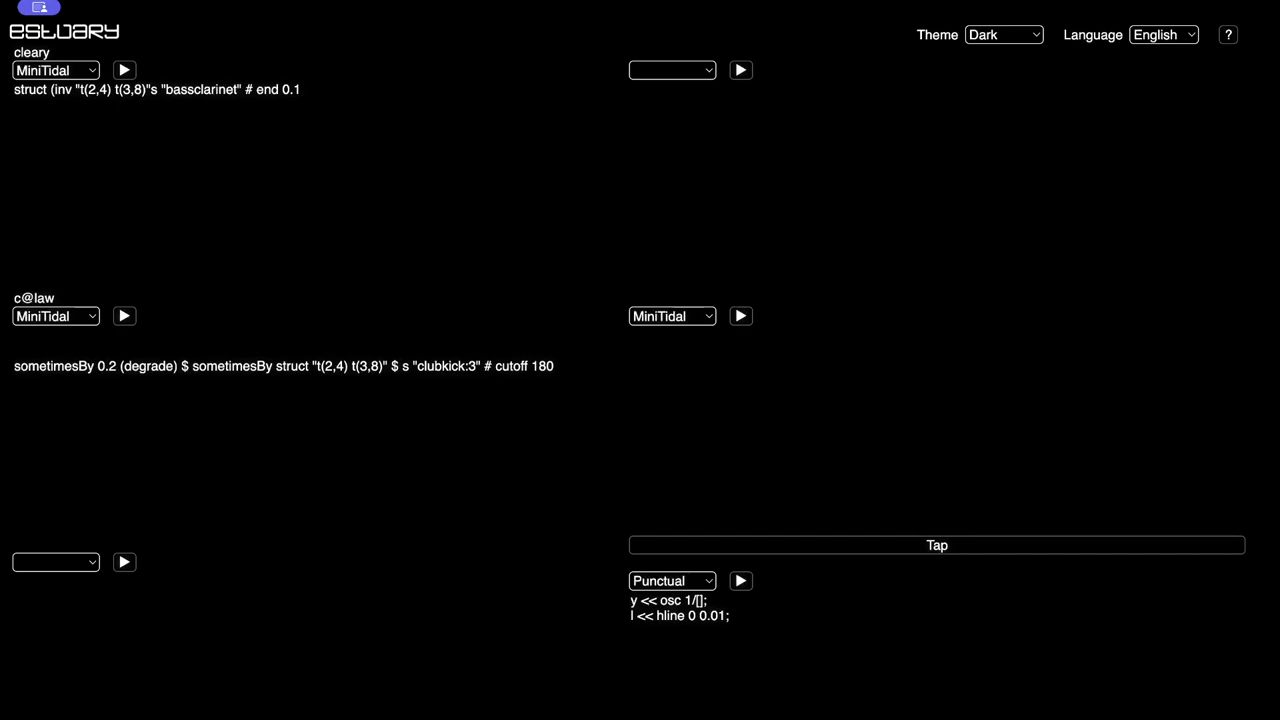 estuary
Theme Dark Language English ?
cleary
MiniTidal
struct (inv "t(2,4) t(3,8)"s "bassclarinet" # end 0.1
c@law
MiniTidal
sometimesBy 0.2 (degrade) $ sometimesBy struct "t(2,4) t(3,8)" $ s "clubkick:3" # cutoff 180
MiniTidal
Tap
Punctual
y << osc 1/[];
l << hline 0 0.01;